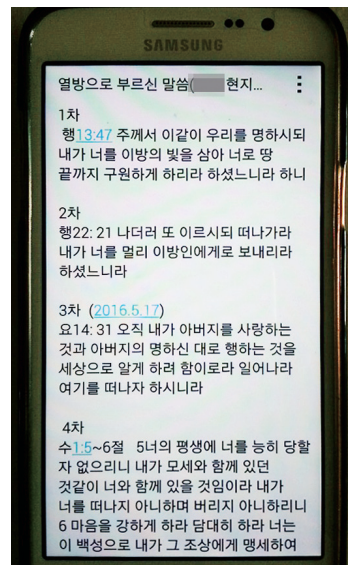 SAMSUNG
열방으로 부르신 말씀( 현지...
1차
행13:47 주께서 이같이 우리를 명하시되
내가 너를 이방의 빛을 삼아 너로 땅
끝까지 구원하게 하리라 하셨느니라 하니
2차
행22: 21 나더러 또 이르시되 떠나가라
내가 너를 멀리 이방인에게로 보내리라
하셨느니라
3차 (2016.5.17)
요14: 31 오직 내가 아버지를 사랑하는
것과 아버지의 명하신 대로 행하는 것을
세상으로 알게 하려 함이로라 일어나라
여기를 떠나자 하시니라
4차
수1:5~6절 5너의 평생에 너를 능히 당할
자 없으리니 내가 모세와 함께 있던
것같이 너와 함께 있을 것임이라 내가
너를 떠나지 아니하며 버리지 아니하리니
6 마음을 강하게 하라 담대히 하라 너는
이 백성으로 내가 그 조상에게 맹세하여